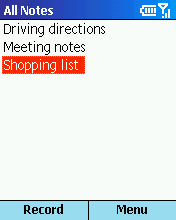 All Notes
Driving directions
Meeting notes
Shopping list
Record Menu